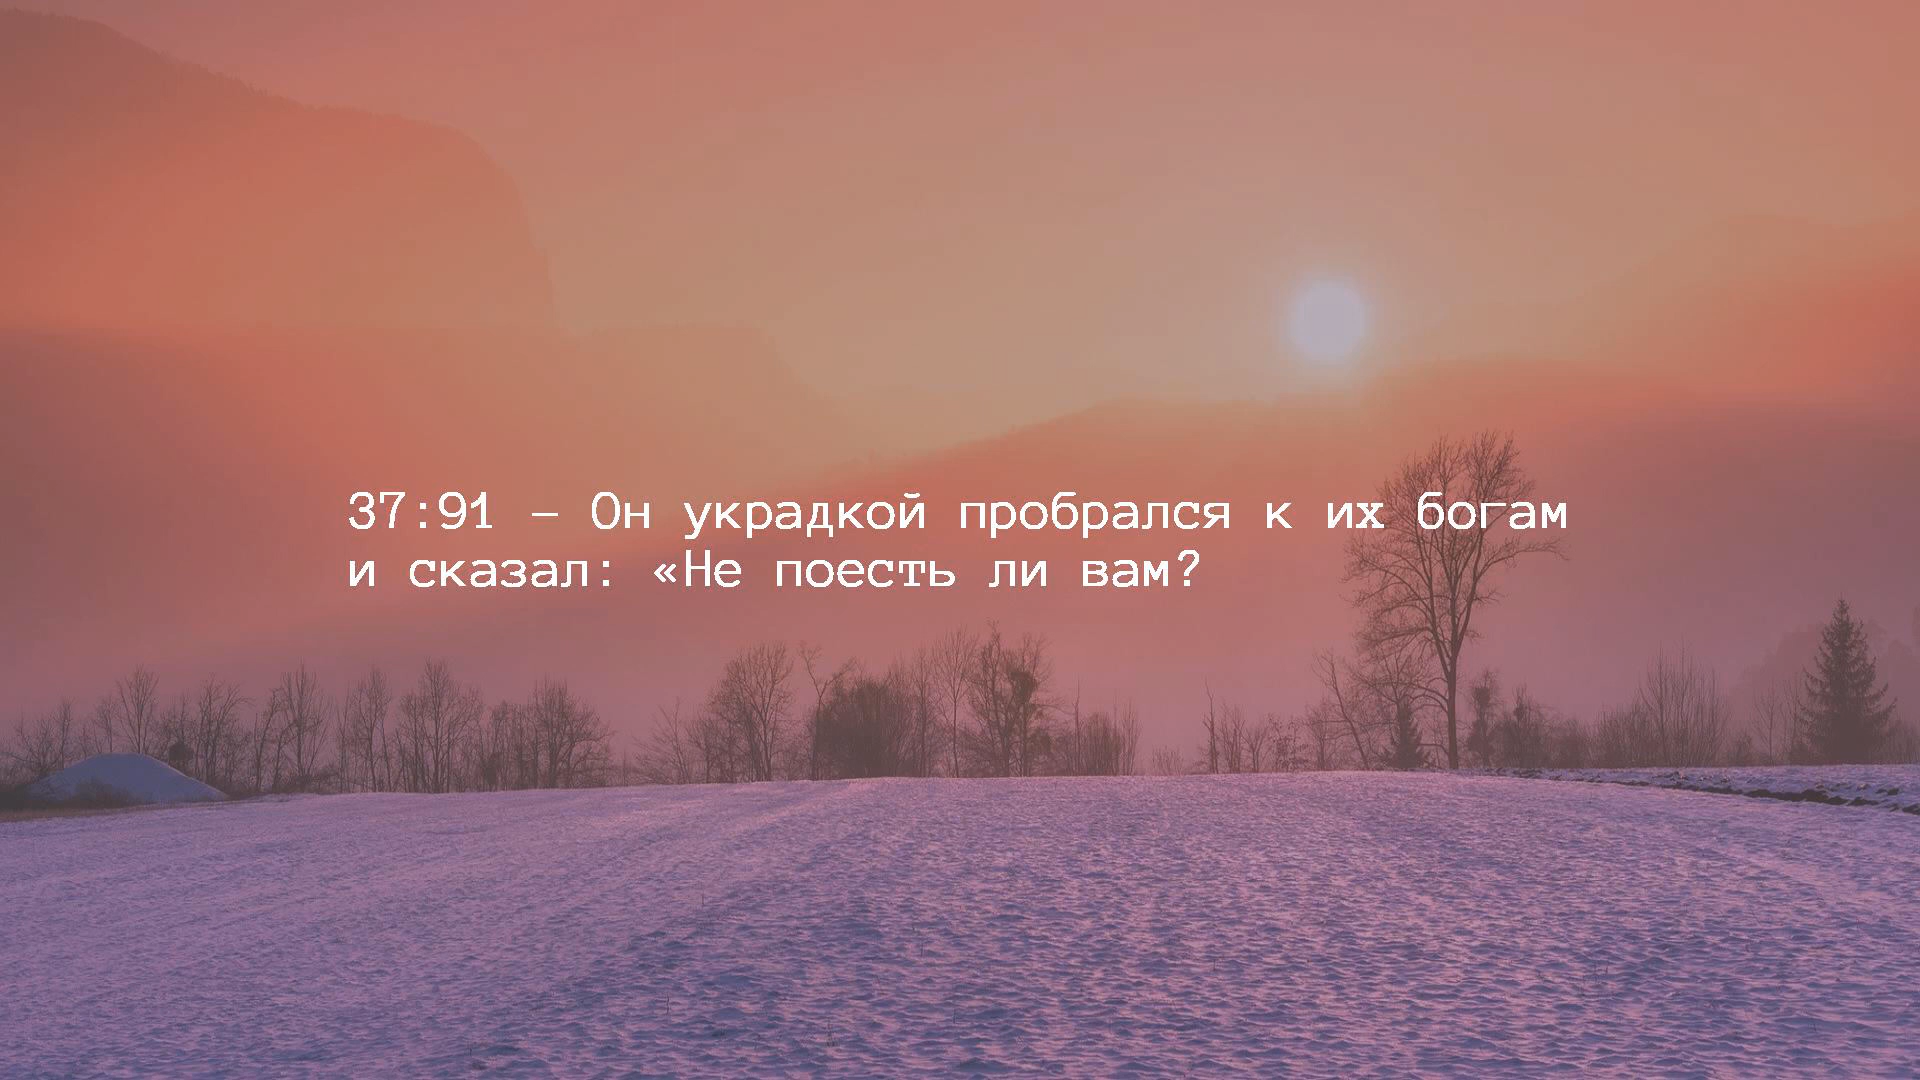 37:91 – Он украдкой пробрался к их богам
и сказал: «Не поесть ли вам?